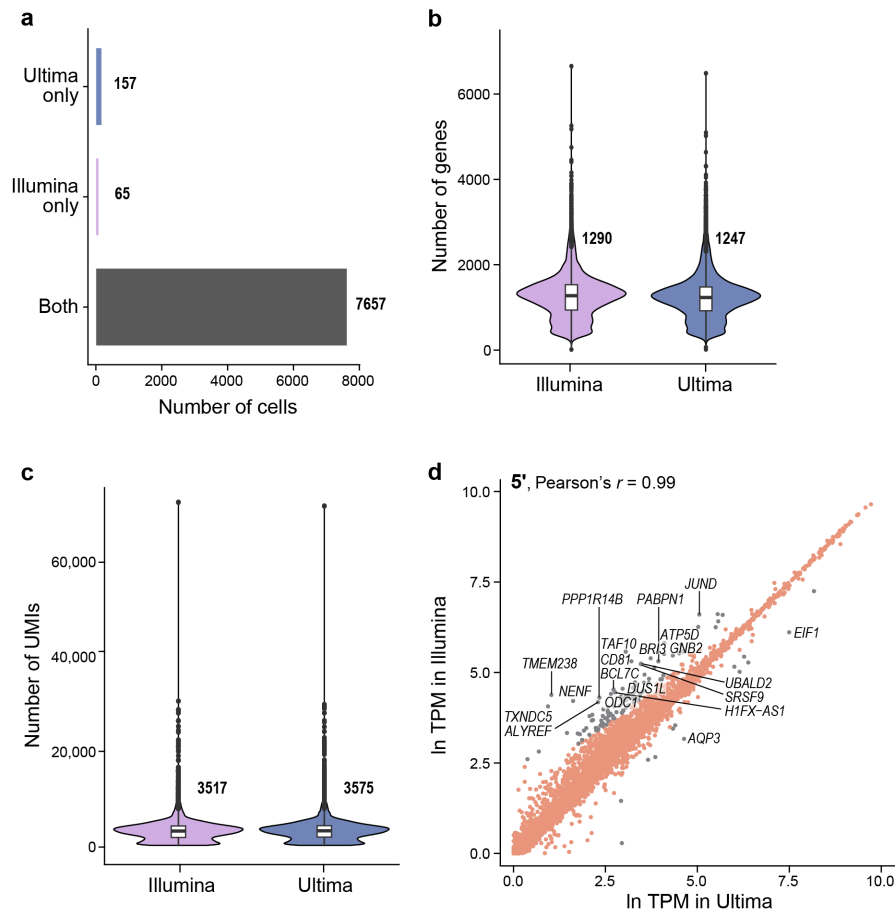 a
Ultima
only
157
Illumina
only
65
Both
7657
0
2000
4000
6000
8000
Number of cells
b
Number of genes
6000
4000
2000
0
1290
1247
Illumina
Ultima
c
Number of UMIs
60,000
40,000
20,000
0
3517
3575
Illumina
Ultima
d
5', Pearson's r = 0.99
ln TPM in Illumina
10.0
7.5
5.0
2.5
0.0
JUND
PPP1R14B
PABPN1
EIF1
ATP5D
TAF10
BRI3
GNB2
CD81
TMEM238
BCL7C
UBALD2
NENF
DUS1L
SRSF9
ODC1
H1FX−AS1
TXNDC5
ALYREF
AQP3
0.0
2.5
5.0
7.5
10.0
ln TPM in Ultima